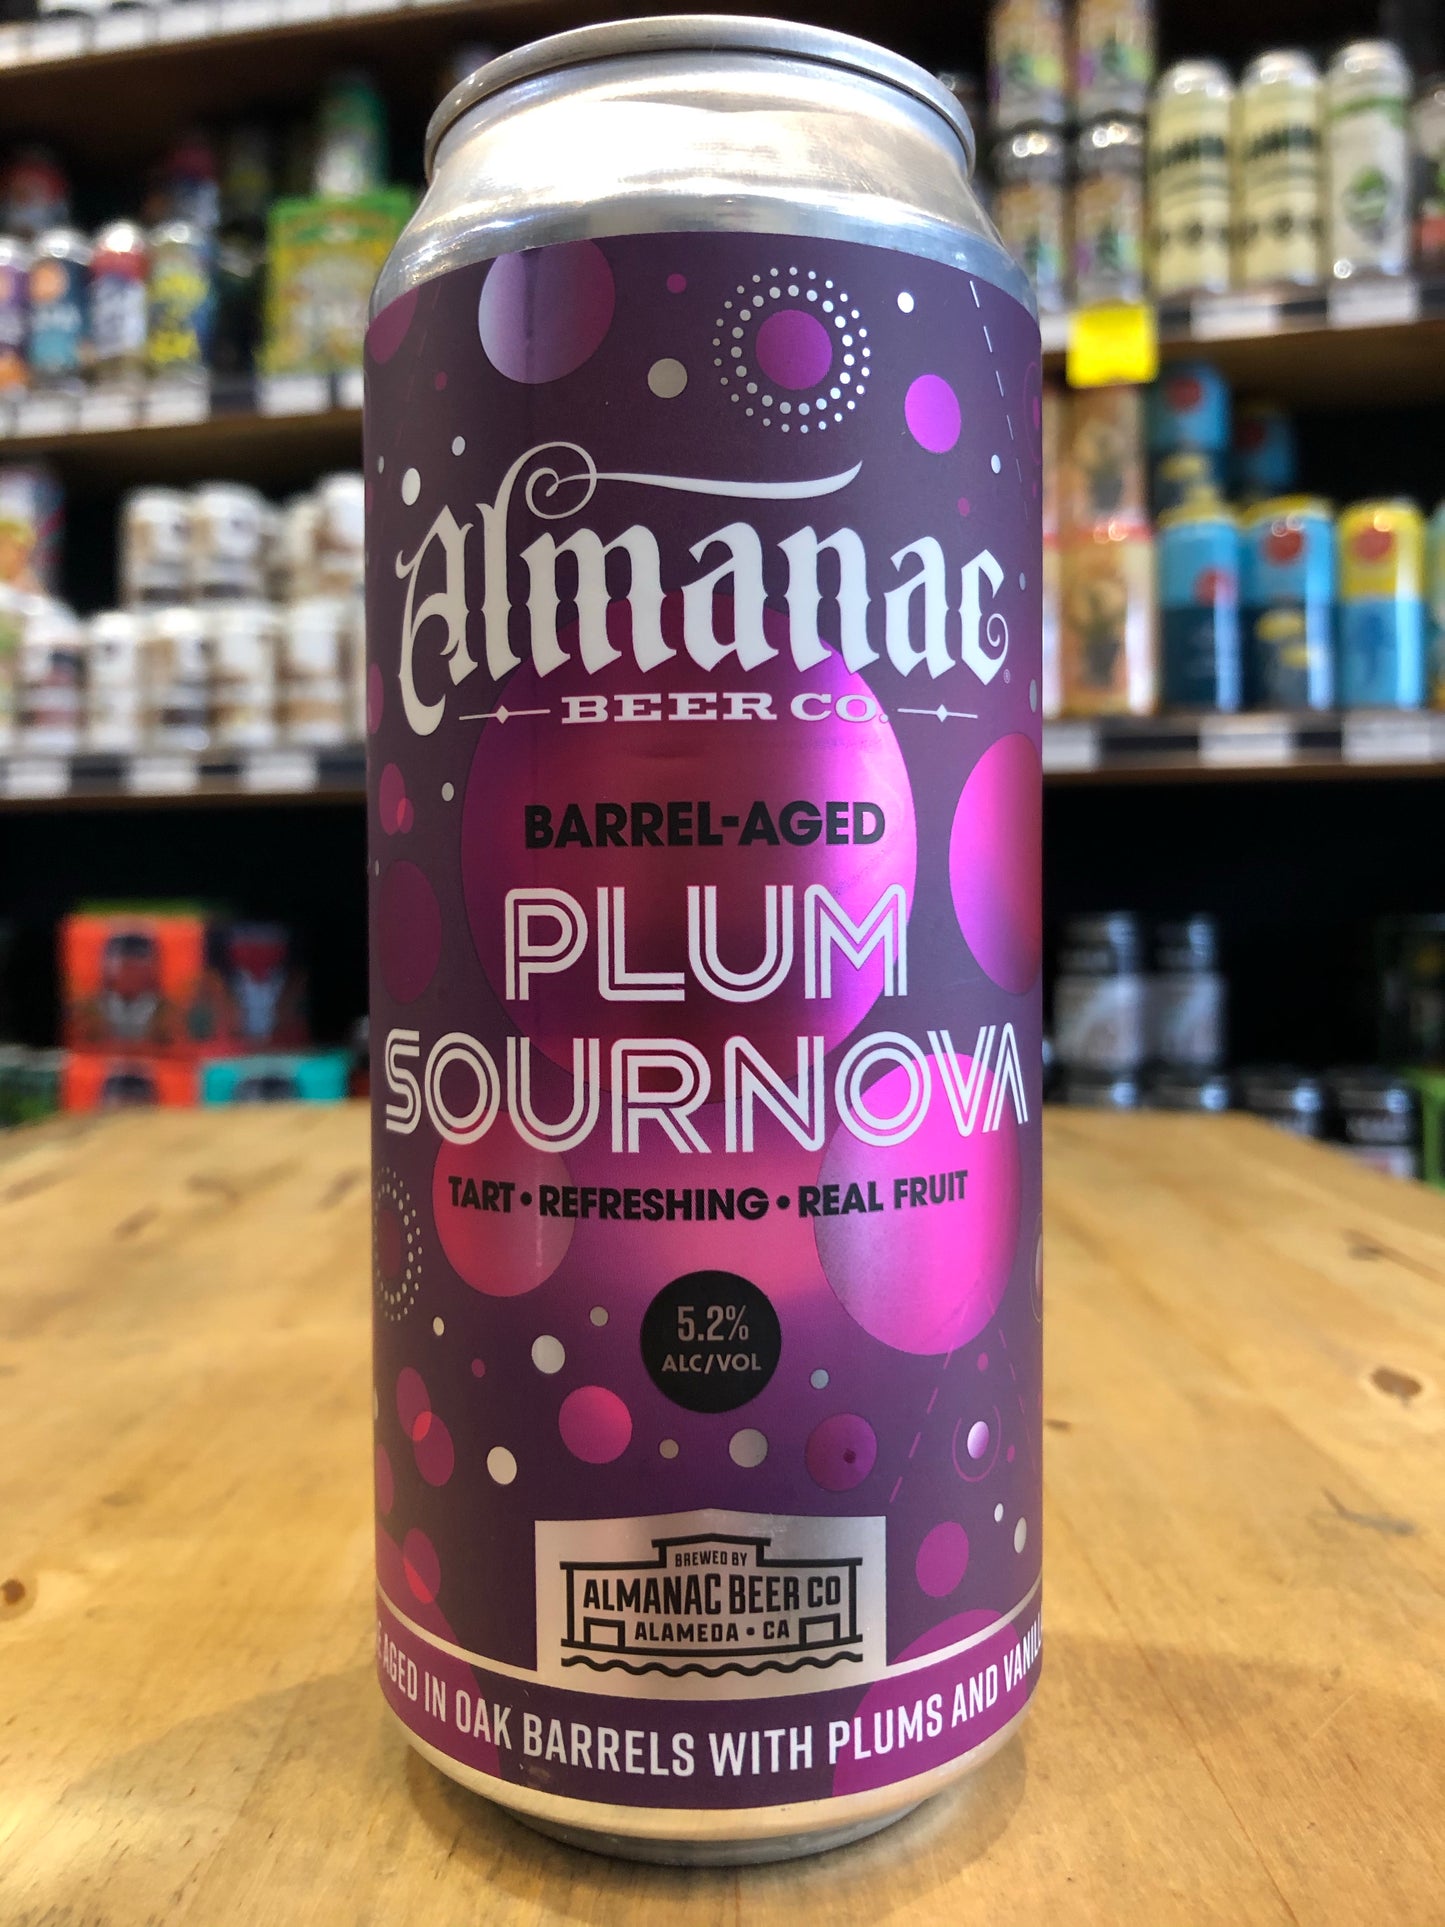 Almanac
BEER CO.
BARREL-AGED
PLUM
SOURNOVA
TART • REFRESHING • REAL FRUIT
5.2%
ALC/VOL
BREWED BY
ALMANAC BEER CO
ALAMEDA • CA
AGED IN OAK BARRELS WITH PLUMS AND